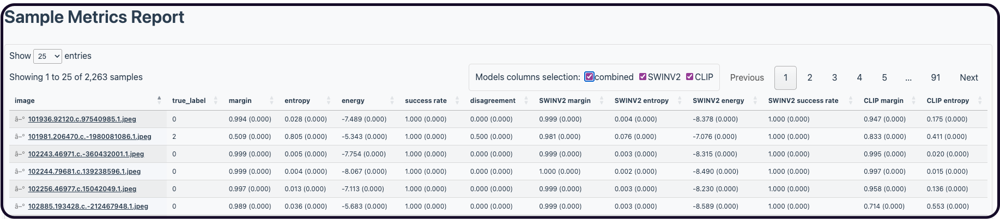 Sample Metrics Report
Show 25 entries
Showing 1 to 25 of 2,263 samples
Models columns selection: combined SWINV2 CLIP
Previous 1 2 3 4 5 ... 91 Next
image true_label margin entropy energy success rate disagreement SWINV2 margin SWINV2 entropy SWINV2 energy SWINV2 success rate CLIP margin CLIP entropy
â–° 101936.92120.c.97540985.1.jpeg 0 0.994 (0.000) 0.028 (0.000) -7.489 (0.000) 1.000 (0.000) 0.000 (0.000) 0.999 (0.000) 0.004 (0.000) -8.378 (0.000) 1.000 (0.000) 0.947 (0.000) 0.175 (0.000)
â–° 101981.206470.c.-1980081086.1.jpeg 2 0.509 (0.000) 0.805 (0.000) -5.343 (0.000) 1.000 (0.000) 0.500 (0.000) 0.981 (0.000) 0.076 (0.000) -7.076 (0.000) 1.000 (0.000) 0.833 (0.000) 0.411 (0.000)
â–° 102243.46971.c.-360432001.1.jpeg 0 0.999 (0.000) 0.005 (0.000) -7.754 (0.000) 1.000 (0.000) 0.000 (0.000) 0.999 (0.000) 0.003 (0.000) -8.315 (0.000) 1.000 (0.000) 0.995 (0.000) 0.020 (0.000)
â–° 102244.79681.c.139238596.1.jpeg 0 0.999 (0.000) 0.004 (0.000) -8.067 (0.000) 1.000 (0.000) 0.000 (0.000) 1.000 (0.000) 0.002 (0.000) -8.490 (0.000) 1.000 (0.000) 0.997 (0.000) 0.015 (0.000)
â–° 102256.46977.c.15042049.1.jpeg 0 0.997 (0.000) 0.013 (0.000) -7.113 (0.000) 1.000 (0.000) 0.000 (0.000) 0.999 (0.000) 0.003 (0.000) -8.230 (0.000) 1.000 (0.000) 0.958 (0.000) 0.136 (0.000)
â–° 102885.193428.c.-212467948.1.jpeg 0 0.989 (0.000) 0.036 (0.000) -5.683 (0.000) 1.000 (0.000) 0.000 (0.000) 0.999 (0.000) 0.003 (0.000) -8.589 (0.000) 1.000 (0.000) 0.714 (0.000) 0.553 (0.000)